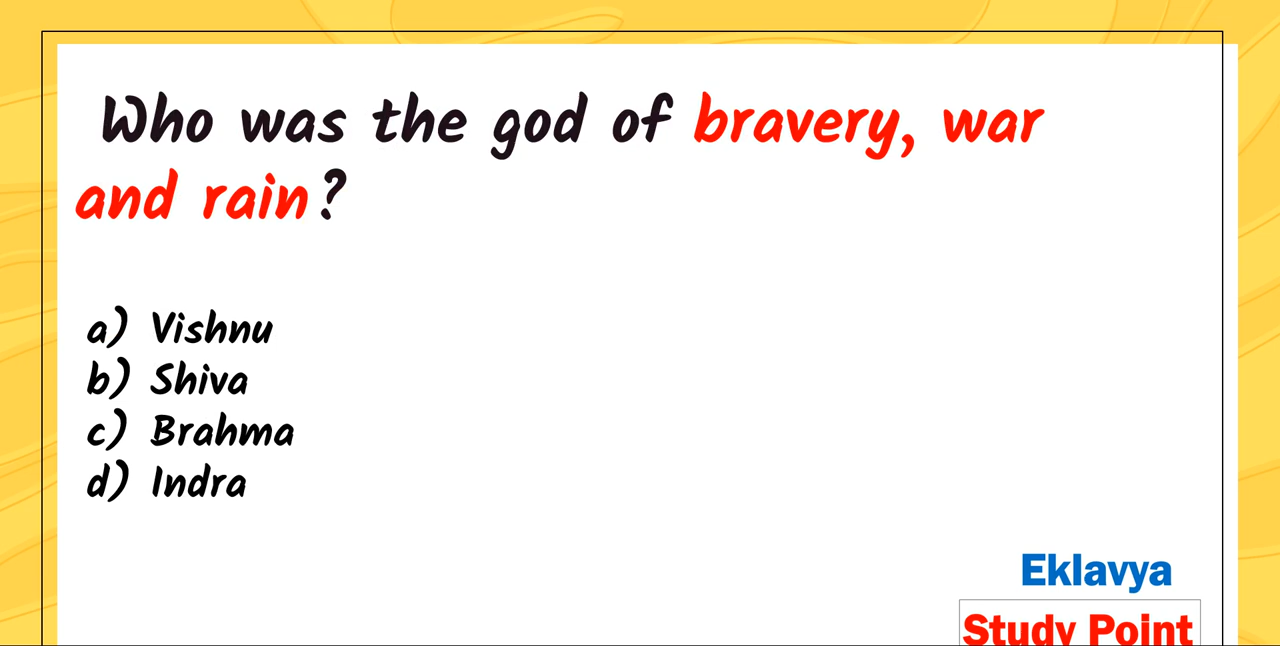 Who was the god of bravery, war
and rain?
a) Vishnu
b) Shiva
c) Brahma
d) Indra
Eklavya
Study Point